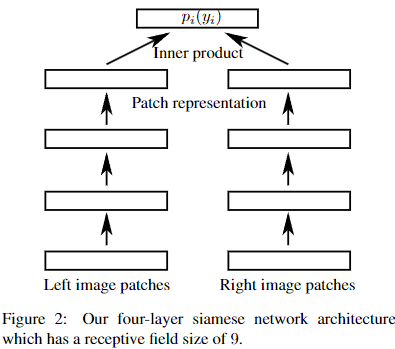 p_i(y_i)
Inner product
Patch representation
Left image patches Right image patches
Figure 2: Our four-layer siamese network architecture
which has a receptive field size of 9.